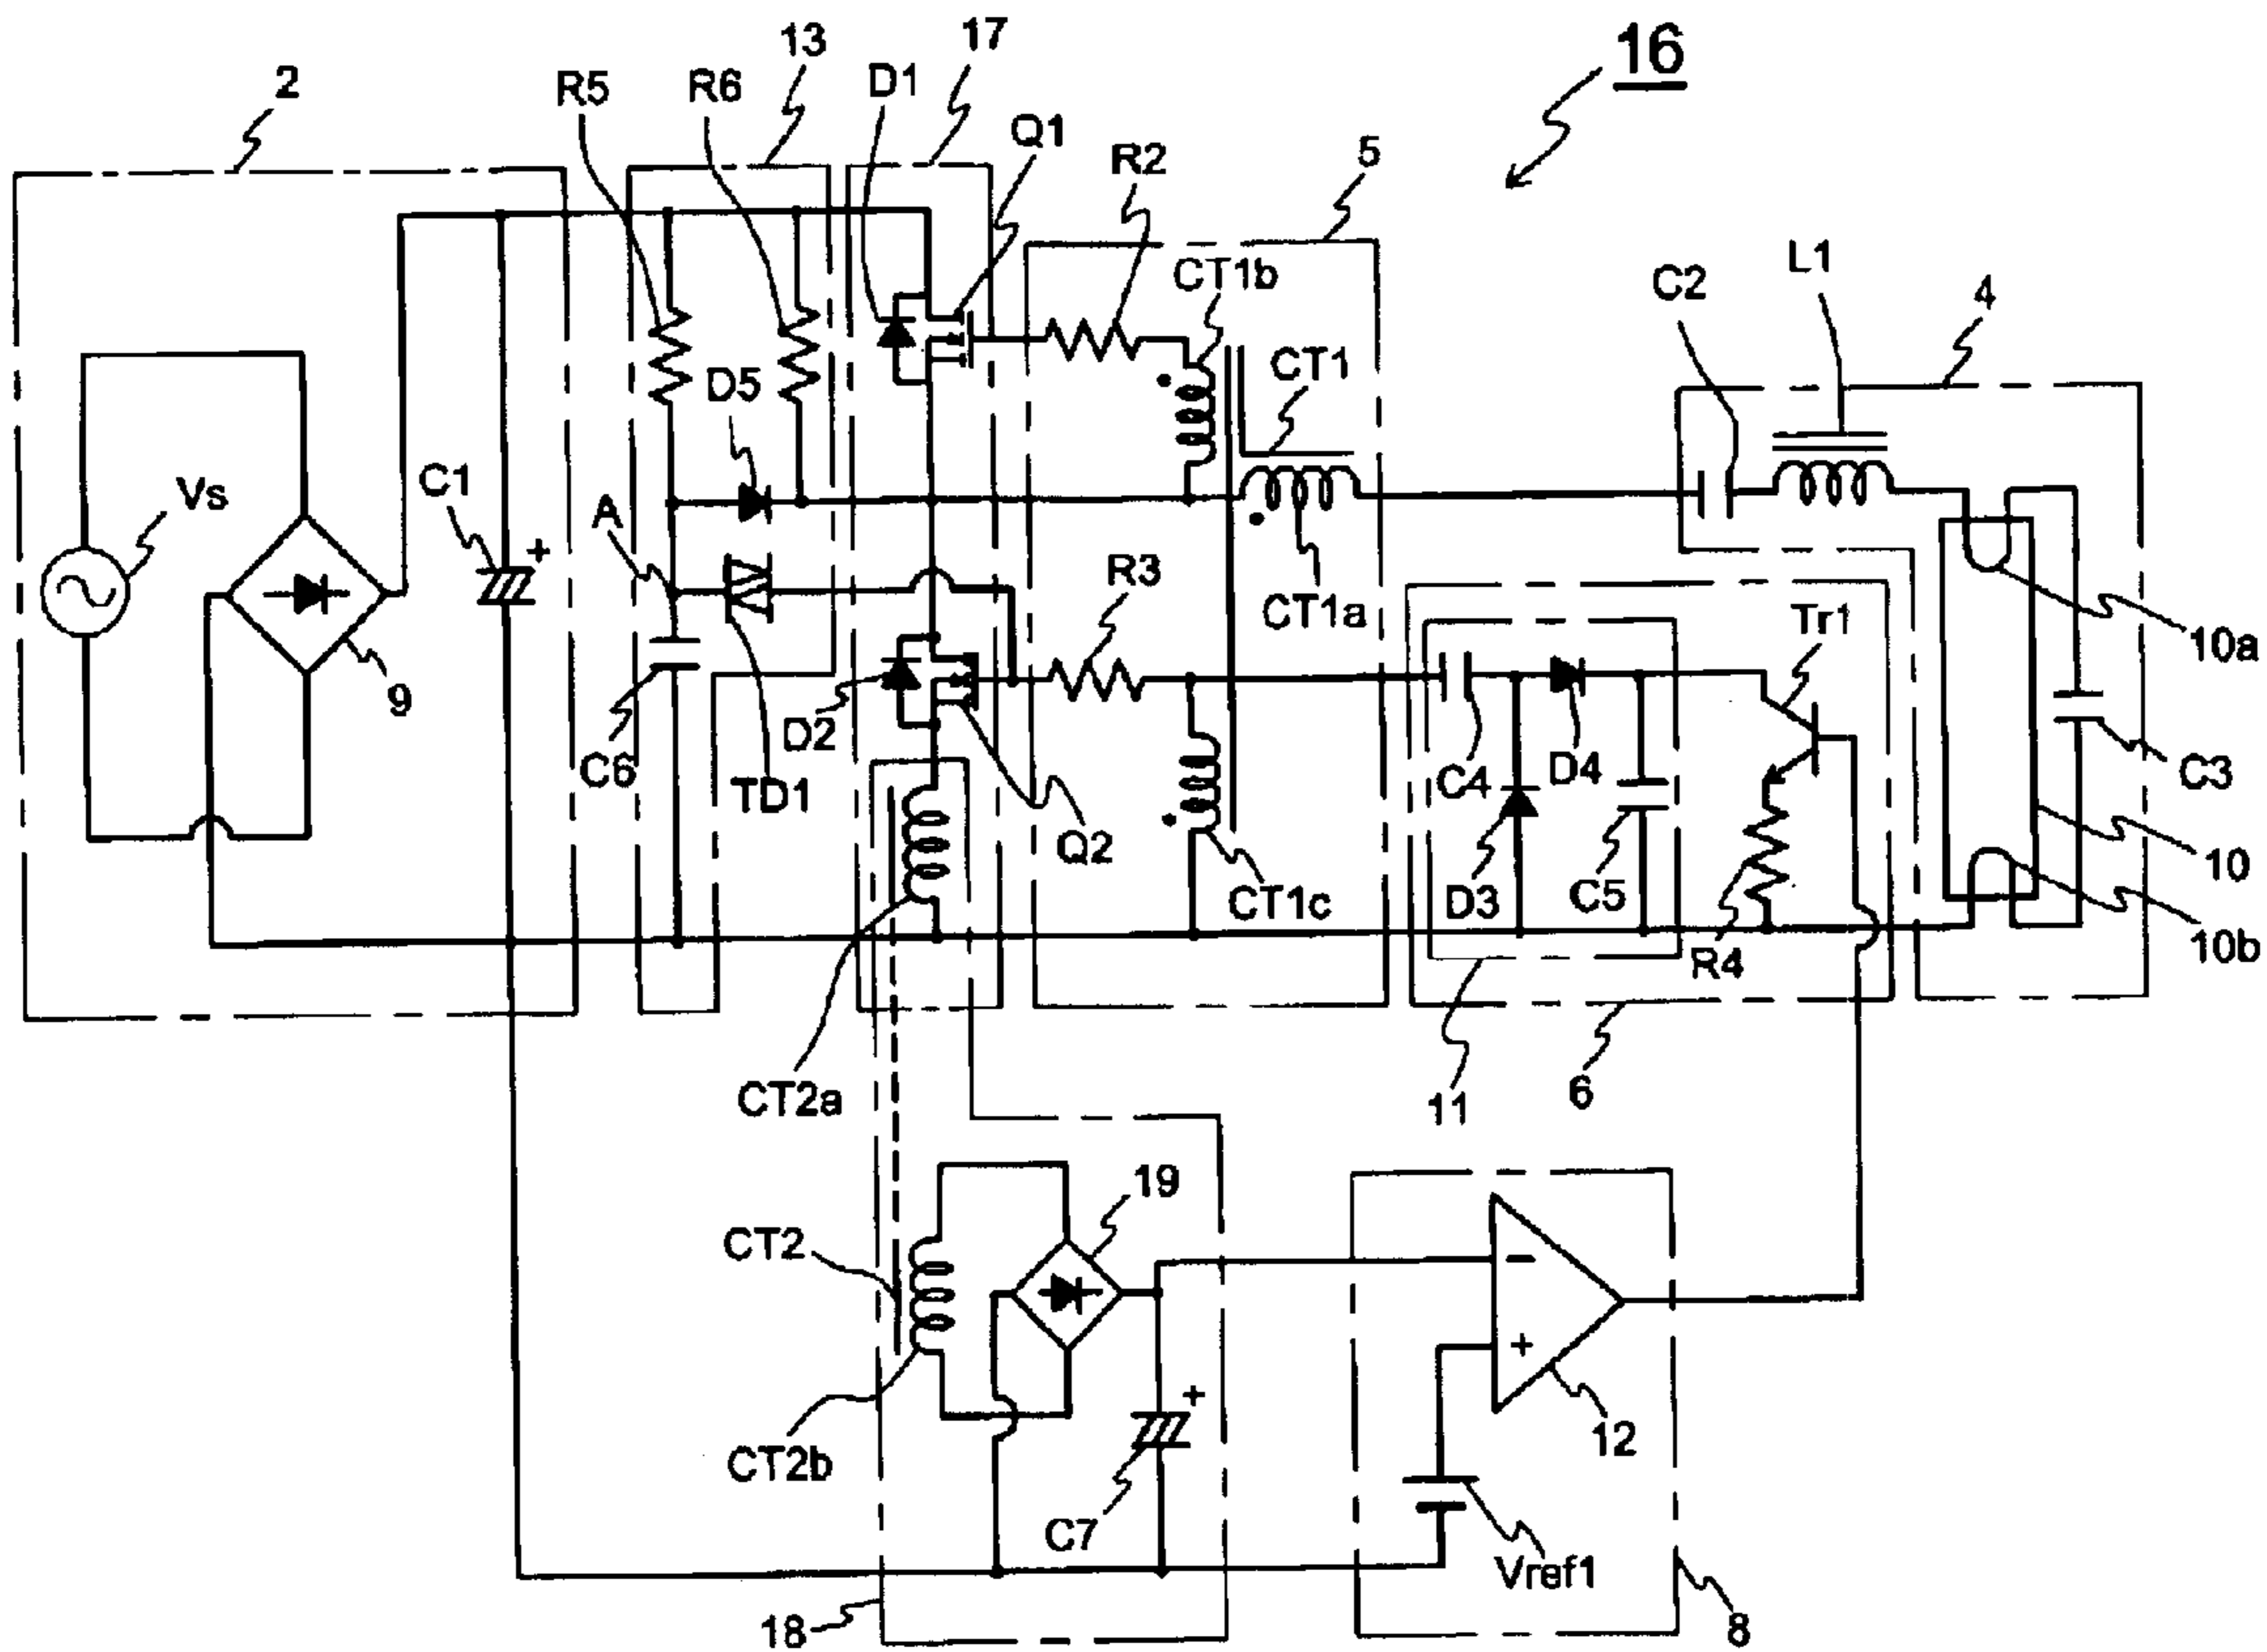 16
13
17
2
R5
R6
D1
Q1
R2
5
CT1b
L1
C2
4
CT1
D5
Vs
C1
+
A
R3
CT1a
Tr1
10a
9
D2
C6
TD1
C4
D4
C3
Q2
10
CT1c
D3
C5
R4
10b
CT2a
11
6
19
CT2
−
+
+
12
CT2b
C7
Vref1
18
8